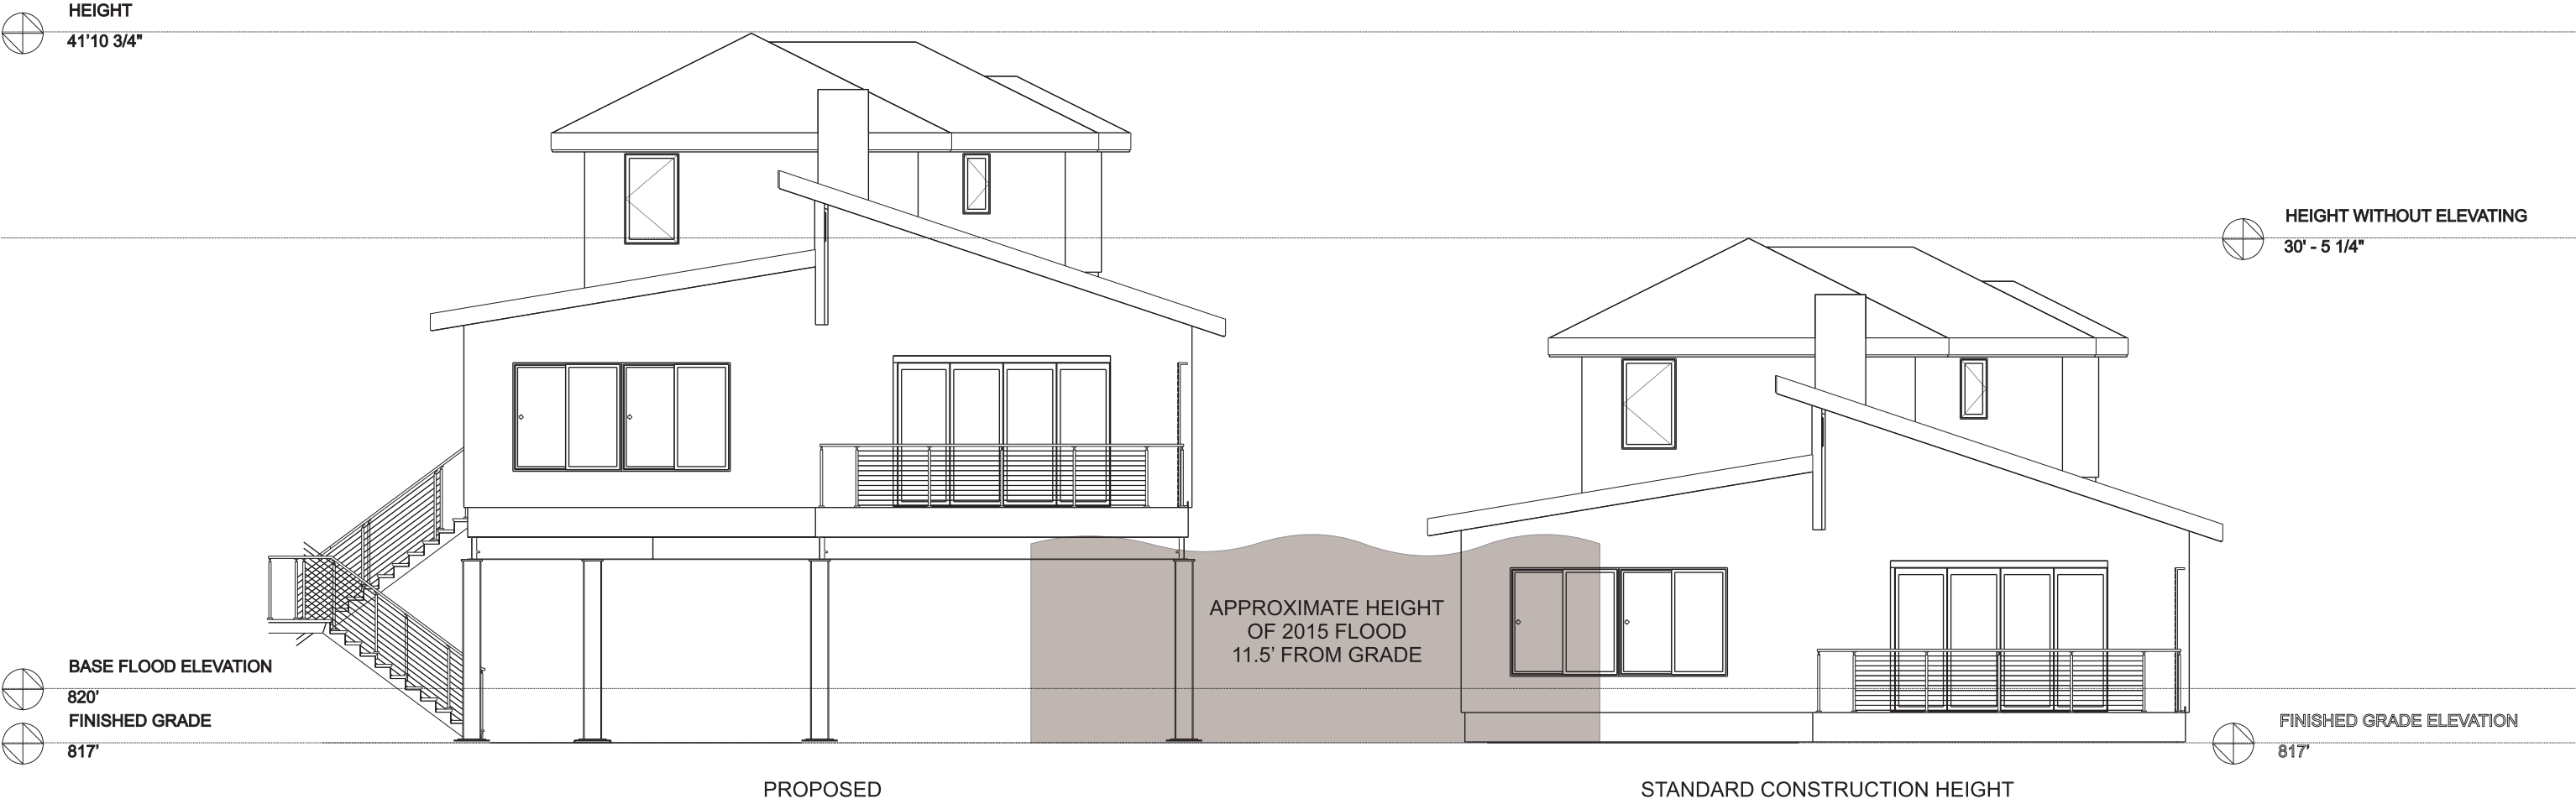 HEIGHT
41'10 3/4"
HEIGHT WITHOUT ELEVATING
30' - 5 1/4"
APPROXIMATE HEIGHT
OF 2015 FLOOD
11.5’ FROM GRADE
BASE FLOOD ELEVATION
820'
FINISHED GRADE
817’
FINISHED GRADE ELEVATION
817'
PROPOSED
STANDARD CONSTRUCTION HEIGHT